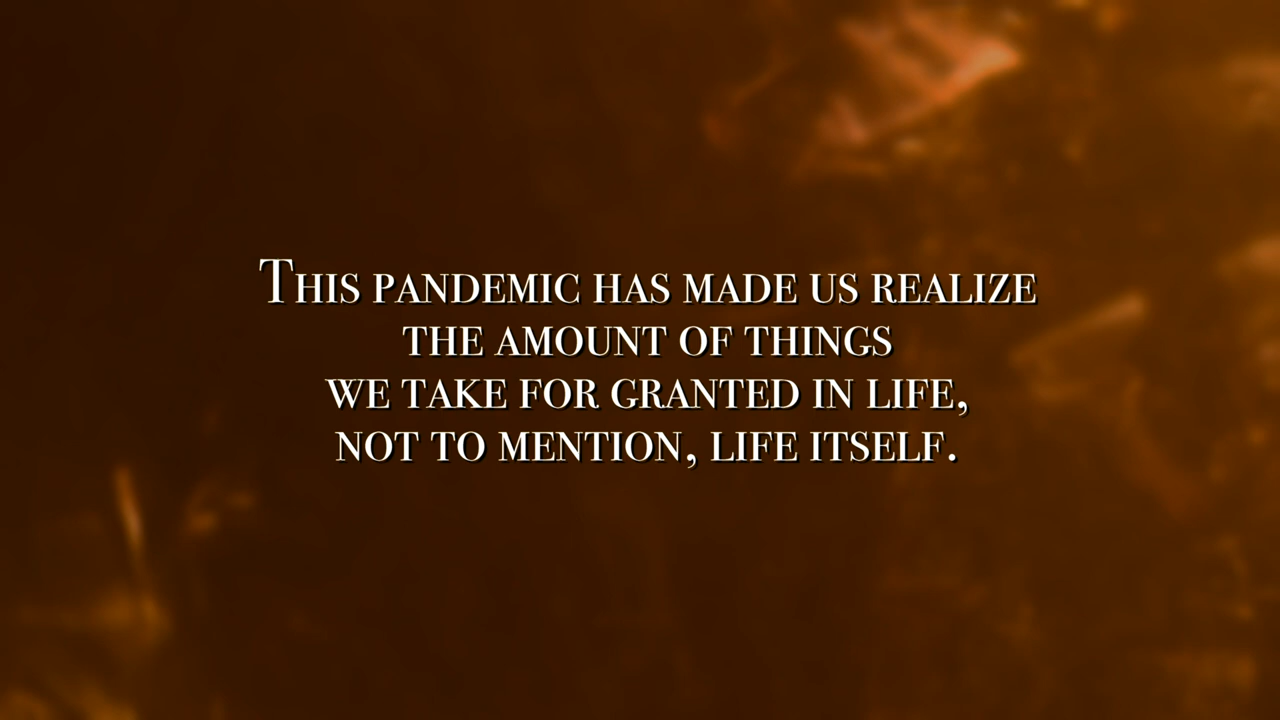 This pandemic has made us realize
the amount of things
we take for granted in life,
not to mention, life itself.